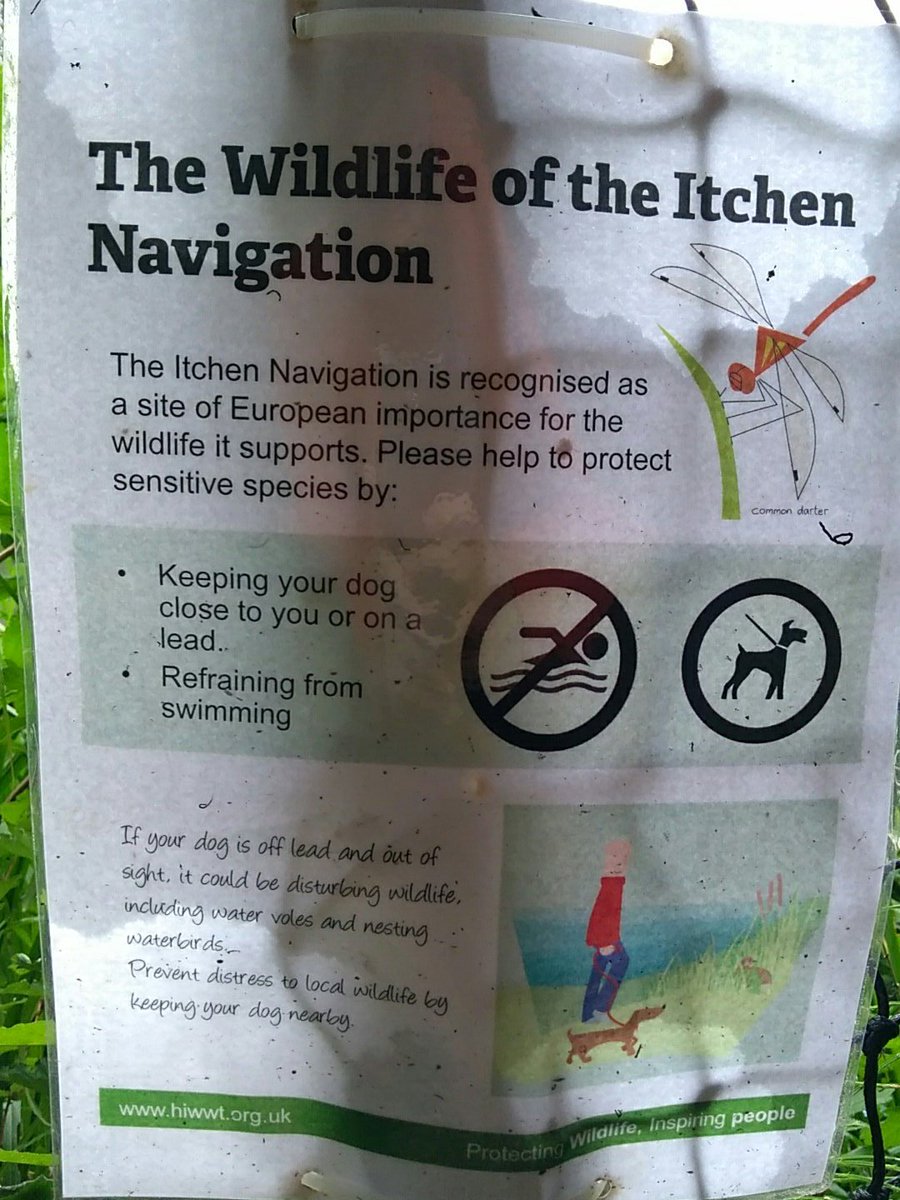 The Wildlife of the Itchen
Navigation
The Itchen Navigation is recognised as
a site of European importance for the
wildlife it supports. Please help to protect
sensitive species by:
common darter
• Keeping your dog
close to you or on a
lead.
• Refraining from
swimming
If your dog is off lead and out of
sight, it could be disturbing wildlife,
including water voles and nesting
waterbirds.
Prevent distress to local wildlife by
keeping your dog nearby.
www.hiwwt.org.uk
Protecting Wildlife, Inspiring people